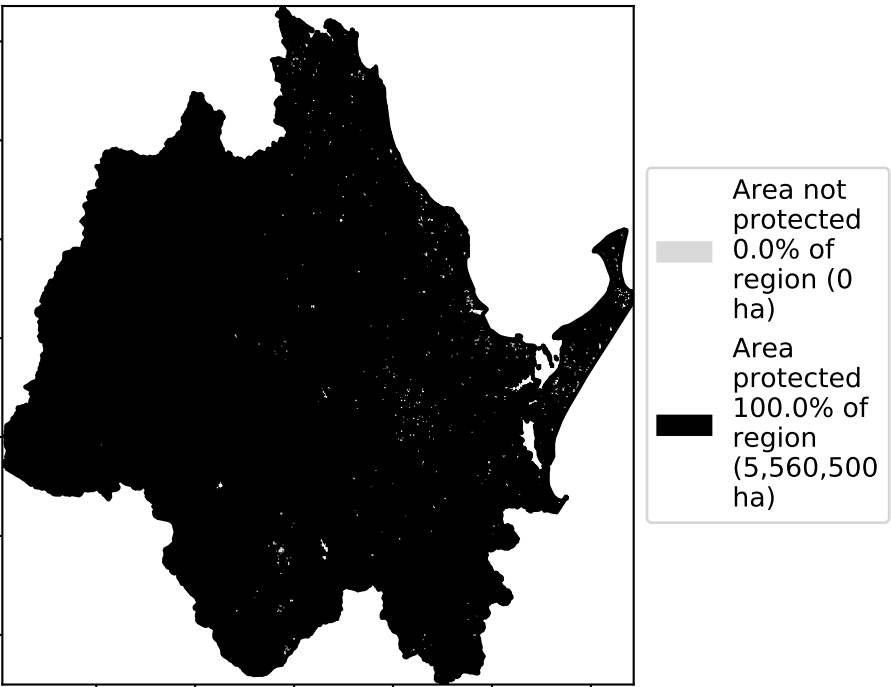 Area not
protected
0.0% of
region (0
ha)
Area
protected
100.0% of
region
(5,560,500
ha)